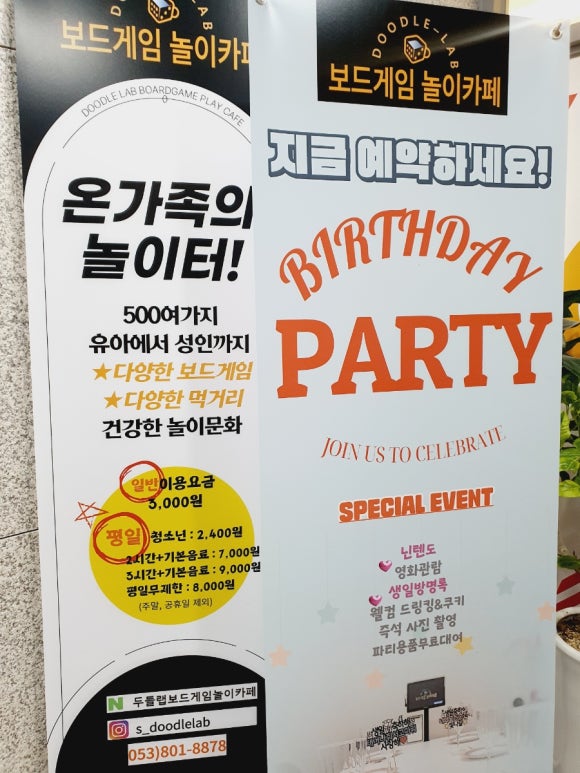 DOODLE-LAB
보드게임 놀이카페
DOODLE LAB BOARDGAME PLAY CAFE
온가족의
놀이터!
500여가지
유아에서 성인까지
★다양한 보드게임
★다양한 먹거리
건강한 놀이문화
일반이용요금
3,000원
평일 청소년 : 2,400원
2시간+기본음료 : 7,000원
3시간+기본음료 : 9,000원
평일무제한 : 8,000원
(주말, 공휴일 제외)
N 두들랩보드게임놀이카페
s_doodlelab
053)801-8878
DOODLE-LAB
보드게임 놀이카페
지금 예약하세요!
BIRTHDAY
PARTY
JOIN US TO CELEBRATE
SPECIAL EVENT
닌텐도
영화관람
생일방명록
웰컴 드링킹&쿠키
즉석 사진 촬영
파티용품무료대여